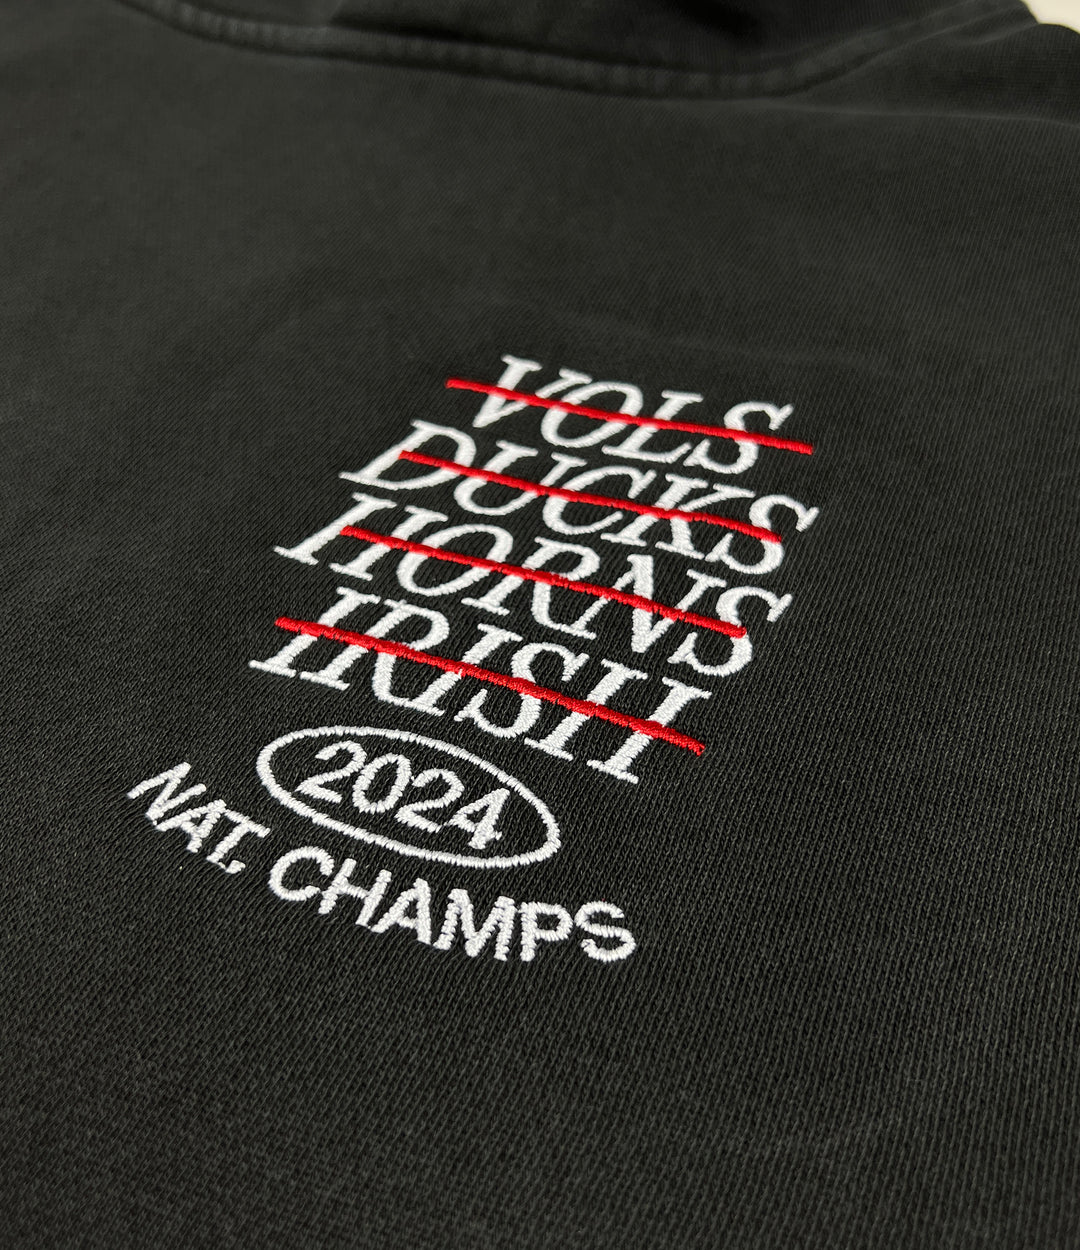 VOLS
DUCKS
HORNS
IRISH
2024
NAT. CHAMPS